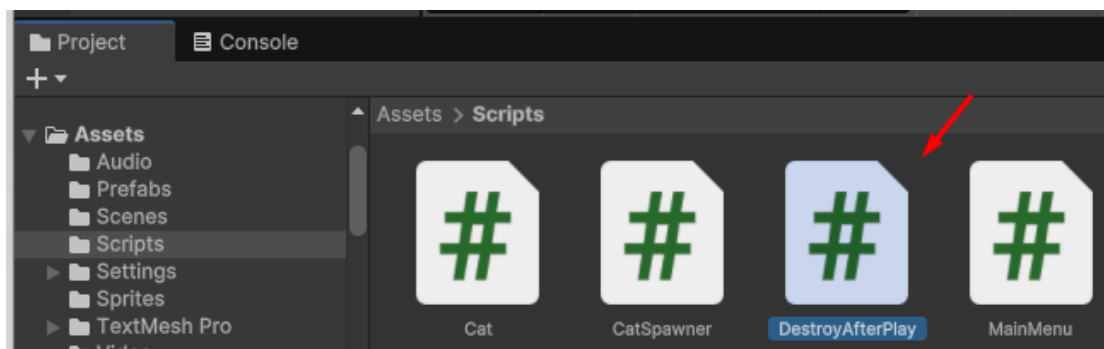 Project
Console
Assets > Scripts
Assets
Audio
Prefabs
Scenes
Scripts
Settings
Sprites
TextMesh Pro
#
#
#
#
Cat
CatSpawner
DestroyAfterPlay
MainMenu